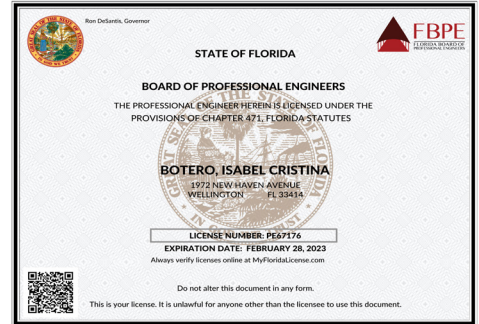 Ron DeSantis, Governor
FBPE
FLORIDA BOARD OF
PROFESSIONAL ENGINEERS
STATE OF FLORIDA
BOARD OF PROFESSIONAL ENGINEERS
THE PROFESSIONAL ENGINEER HEREIN IS LICENSED UNDER THE
PROVISIONS OF CHAPTER 471, FLORIDA STATUTES
BOTERO, ISABEL CRISTINA
1972 NEW HAVEN AVENUE
WELLINGTON FL 33414
LICENSE NUMBER: PE67176
EXPIRATION DATE: FEBRUARY 28, 2023
Always verify licenses online at MyFloridaLicense.com
Do not alter this document in any form.
This is your license. It is unlawful for anyone other than the licensee to use this document.